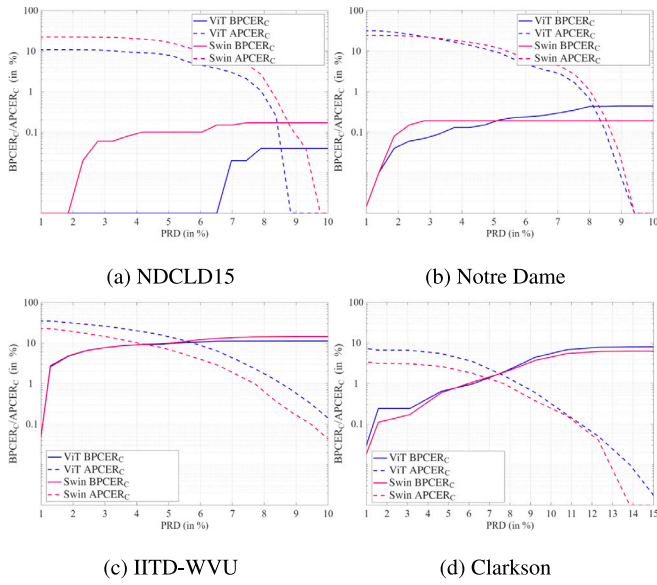 100
10
1
0.1
BPCER_C/APCER_C (in %)
1 2 3 4 5 6 7 8 9 10
PRD (in %)
ViT BPCER_C
ViT APCER_C
Swin BPCER_C
Swin APCER_C
(a) NDCLD15
100
10
1
0.1
BPCER_C/APCER_C (in %)
1 2 3 4 5 6 7 8 9 10
PRD (in %)
ViT BPCER_C
ViT APCER_C
Swin BPCER_C
Swin APCER_C
(b) Notre Dame
100
10
1
0.1
BPCER_C/APCER_C (in %)
ViT BPCER_C
ViT APCER_C
Swin BPCER_C
Swin APCER_C
1 2 3 4 5 6 7 8 9 10
PRD (in %)
(c) IITD-WVU
100
10
1
0.1
BPCER_C/APCER_C (in %)
ViT BPCER_C
ViT APCER_C
Swin BPCER_C
Swin APCER_C
1 2 3 4 5 6 7 8 9 10 11 12 13 14 15
PRD (in %)
(d) Clarkson